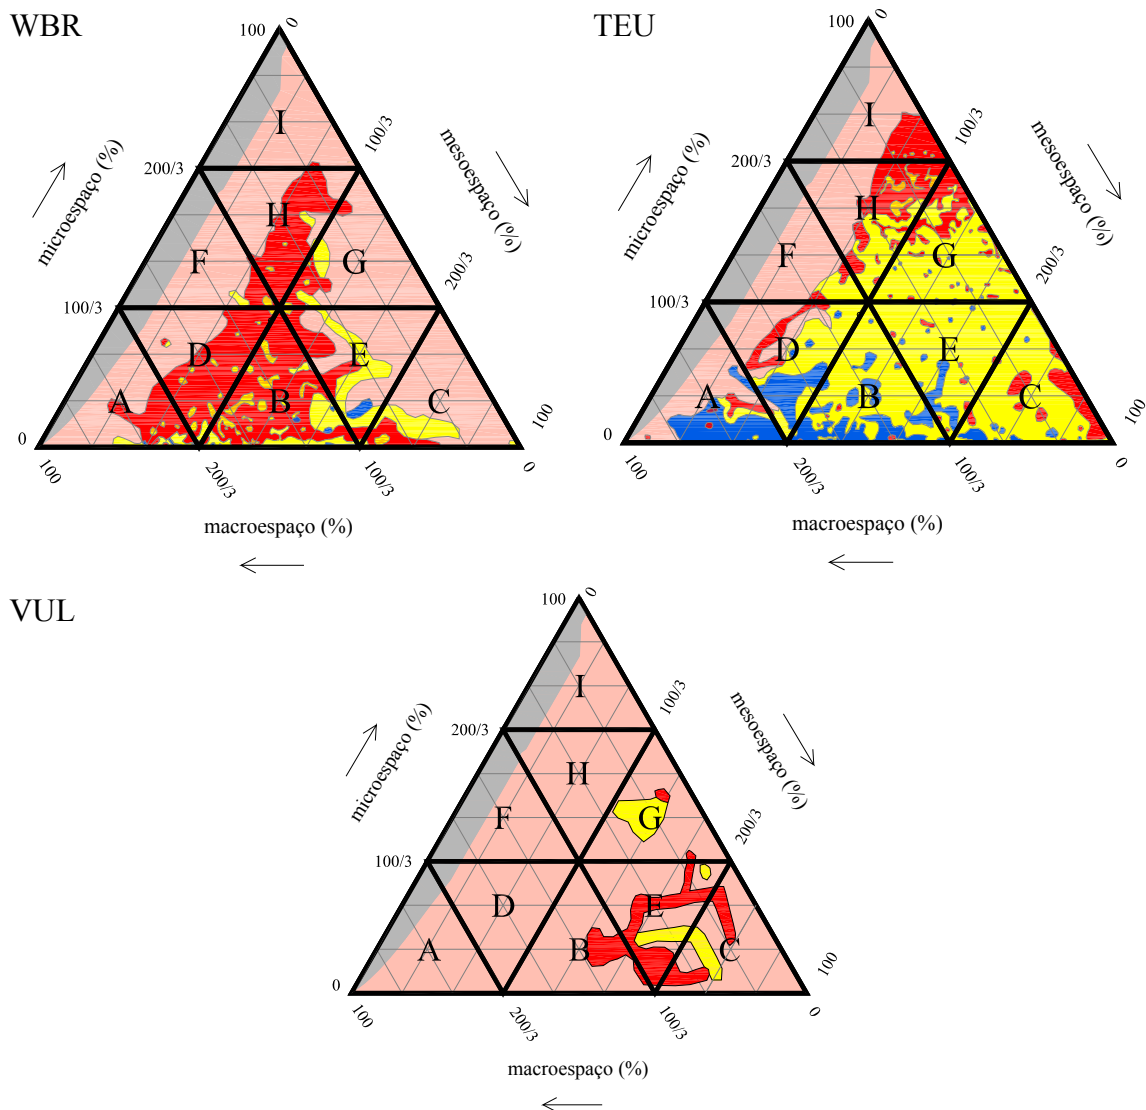 WBR
100
0
I
microespaço (%)
200/3
100/3
mesoespaço (%)
H
F
G
200/3
100/3
D
E
A
B
C
0
100
100
200/3
100/3
0
macroespaço (%)
TEU
100
0
I
microespaço (%)
200/3
100/3
mesoespaço (%)
H
F
G
200/3
100/3
D
E
A
B
C
0
100
100
200/3
100/3
0
macroespaço (%)
VUL
100
0
I
microespaço (%)
200/3
100/3
mesoespaço (%)
H
F
G
200/3
100/3
D
E
A
B
C
0
100
100
200/3
100/3
0
macroespaço (%)